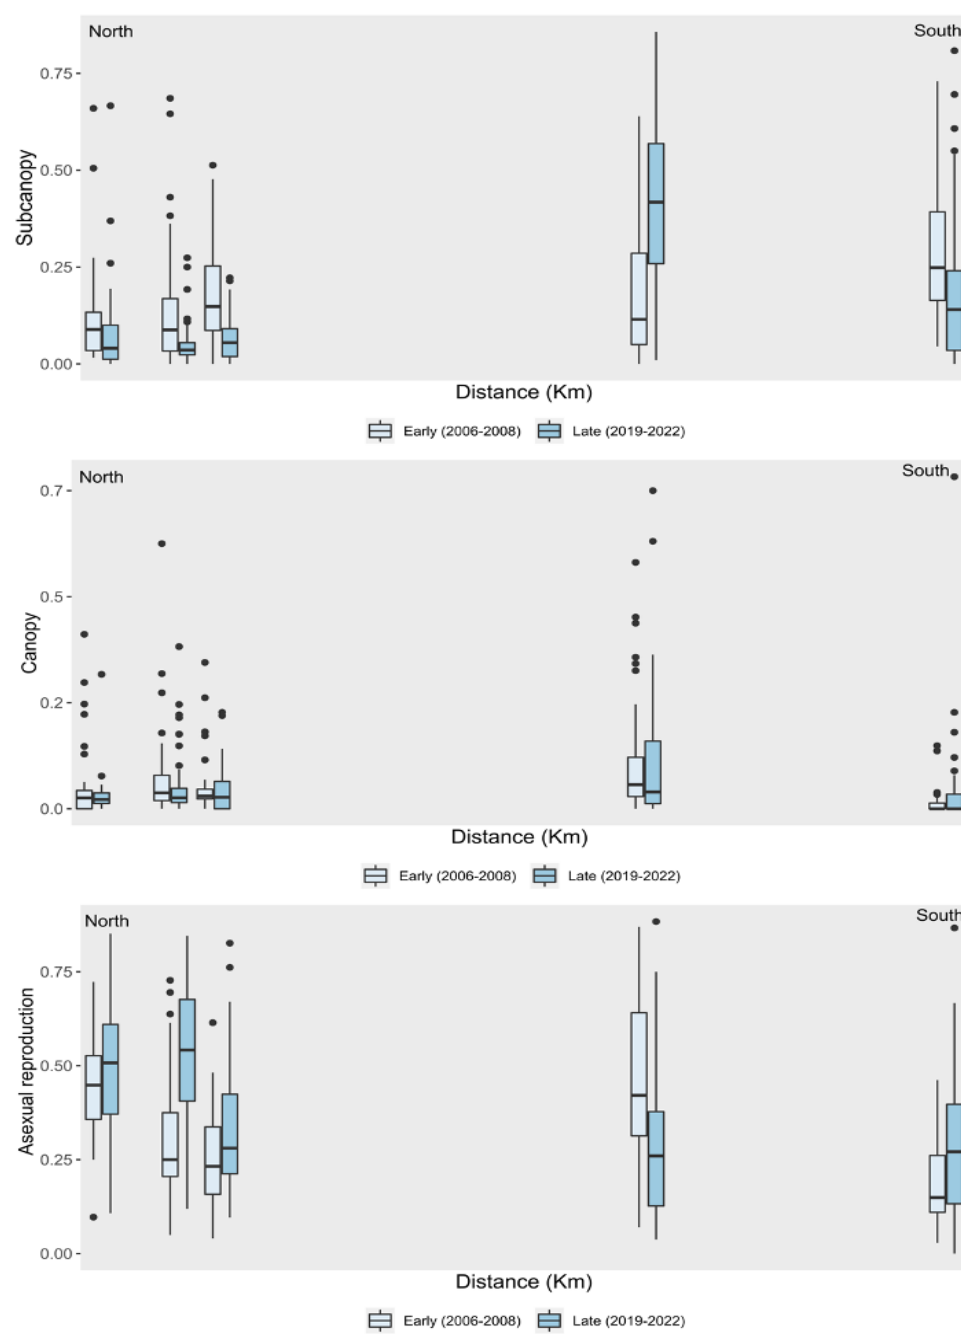 North South
0.75
0.50
0.25
0.00
Subcanopy
Distance (Km)
Early (2006-2008) Late (2019-2022)
North South
0.7
0.5
0.2
0.0
Canopy
Distance (Km)
Early (2006-2008) Late (2019-2022)
North South
0.75
0.50
0.25
0.00
Asexual reproduction
Distance (Km)
Early (2006-2008) Late (2019-2022)